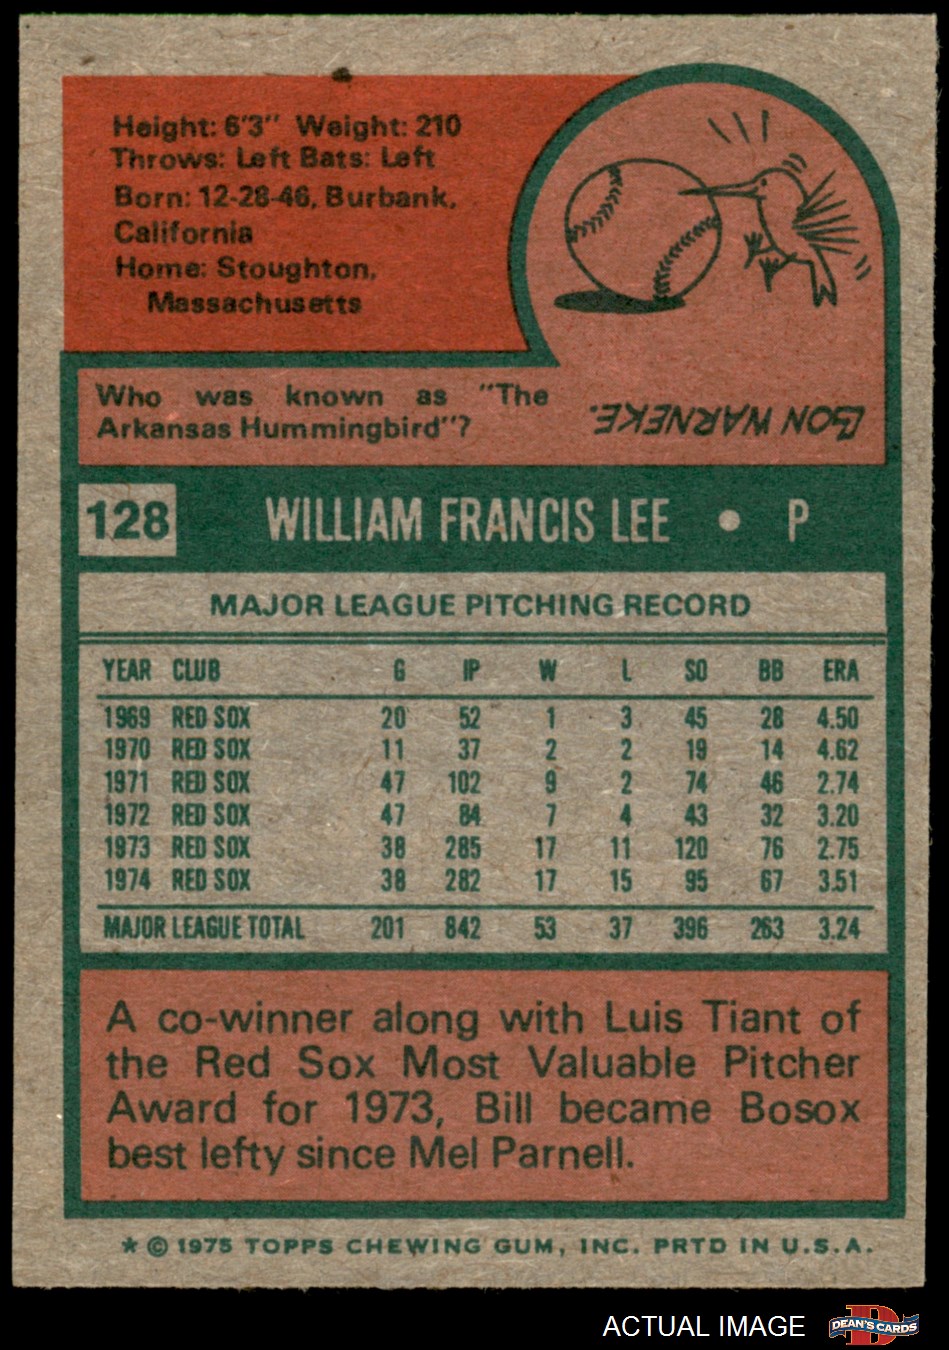 Height: 6'3" Weight: 210
Throws: Left Bats: Left
Born: 12-28-46, Burbank,
California
Home: Stoughton,
Massachusetts
Who was known as "The
Arkansas Hummingbird"?
LON WARNEKE.
128 WILLIAM FRANCIS LEE • P
MAJOR LEAGUE PITCHING RECORD
YEAR CLUB G IP W L SO BB ERA
1969 RED SOX 20 52 1 3 45 28 4.50
1970 RED SOX 11 37 2 2 19 14 4.62
1971 RED SOX 47 102 9 2 74 46 2.74
1972 RED SOX 47 84 7 4 43 32 3.20
1973 RED SOX 38 285 17 11 120 76 2.75
1974 RED SOX 38 282 17 15 95 67 3.51
MAJOR LEAGUE TOTAL 201 842 53 37 396 263 3.24
A co-winner along with Luis Tiant of
the Red Sox Most Valuable Pitcher
Award for 1973, Bill became Bosox
best lefty since Mel Parnell.
* © 1975 TOPPS CHEWING GUM, INC. PRTD IN U.S.A.
ACTUAL IMAGE
D
DEAN'S CARDS